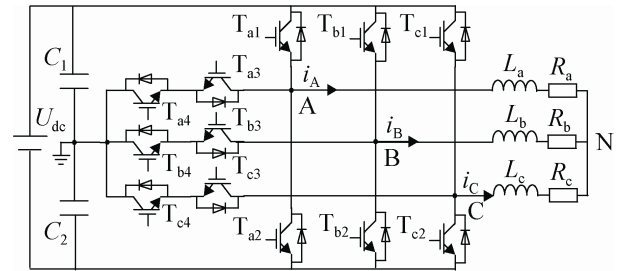 Ta1
Tb1
Tc1
C1
Ta3
iA
La
Ra
Ta4
A
Udc
Tb3
iB
Lb
Rb
N
Tb4
B
Tc3
iC
Lc
Rc
Tc4
C
C2
Ta2
Tb2
Tc2